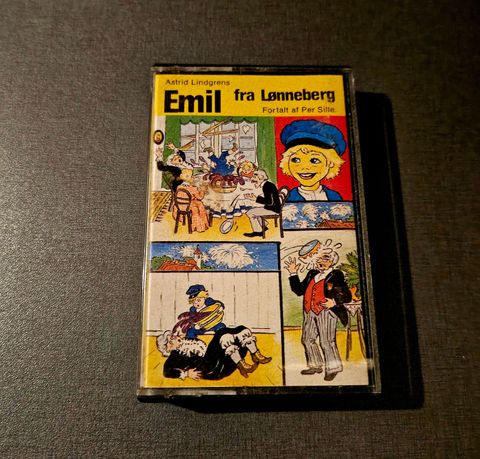 Astrid Lindgrens
Emil fra Lønneberg
Fortalt af Per Sille.